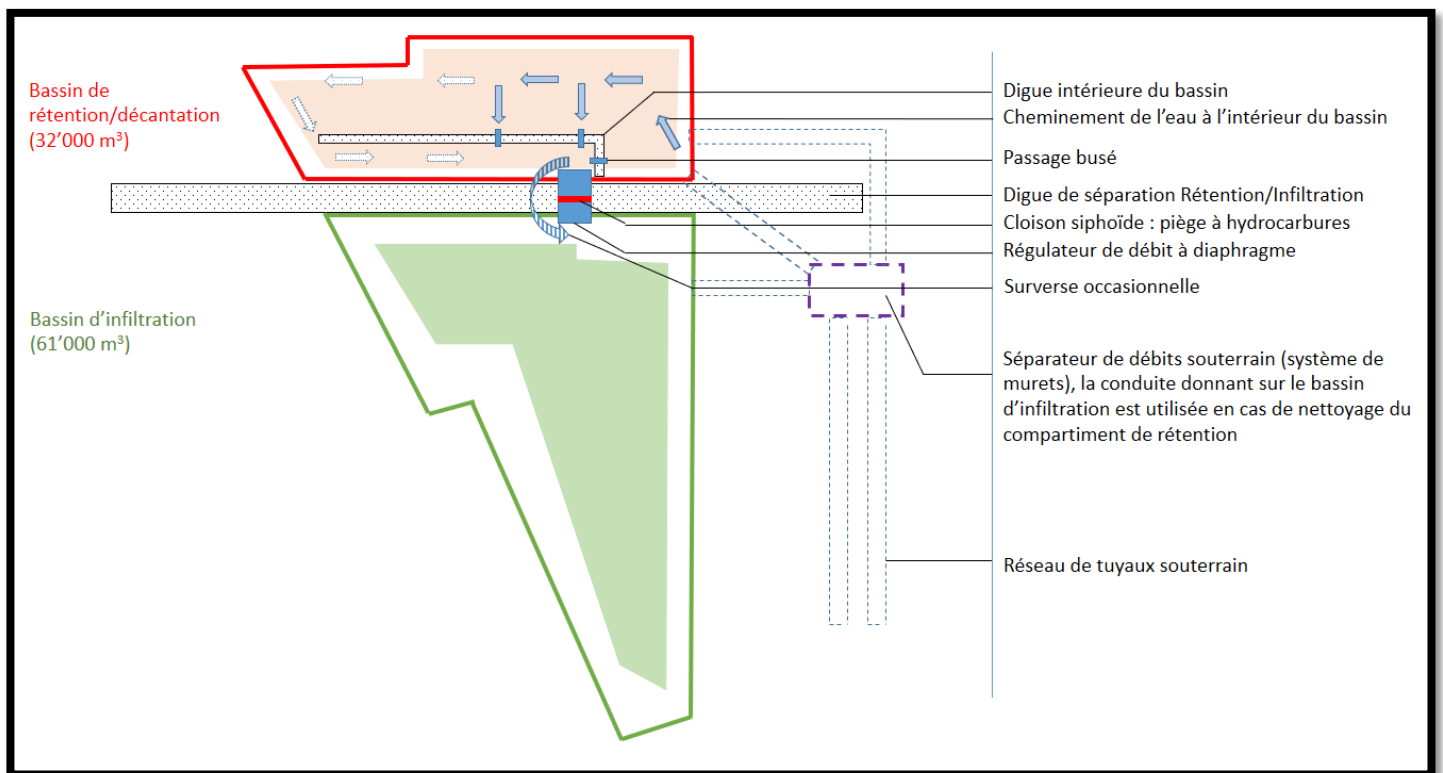 Bassin de
rétention/décantation
(32’000 m³)
Bassin d’infiltration
(61’000 m³)
Digue intérieure du bassin
Cheminement de l’eau à l’intérieur du bassin
Passage busé
Digue de séparation Rétention/Infiltration
Cloison siphoïde : piège à hydrocarbures
Régulateur de débit à diaphragme
Surverse occasionnelle
Séparateur de débits souterrain (système de
murets), la conduite donnant sur le bassin
d’infiltration est utilisée en cas de nettoyage du
compartiment de rétention
Réseau de tuyaux souterrain